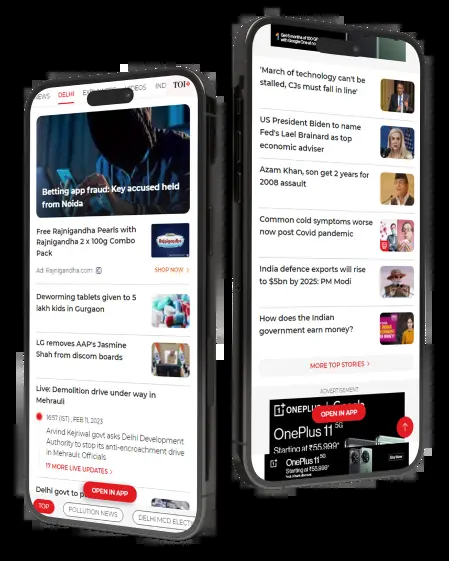 NEWS
DELHI
VIDEOS
IND
TOI+
Betting app fraud: Key accused held
from Noida
Free Rajnigandha Pearls with
Rajnigandha 2 x 100g Combo
Pack
Ad: Rajnigandha.com
SHOP NOW
Deworming tablets given to 5
lakh kids in Gurgaon
LG removes AAP's Jasmine
Shah from discom boards
Live: Demolition drive under way in
Mehrauli
16:57 (IST), FEB 11, 2023
Arvind Kejriwal govt asks Delhi Development
Authority to stop its anti-encroachment drive
in Mehrauli: Officials
17 MORE LIVE UPDATES
Delhi govt to p
OPEN IN APP
TOP
POLLUTION NEWS
DELHI MCD ELECTI
'March of technology can't be
stalled, CJs must fall in line'
US President Biden to name
Fed's Lael Brainard as top
economic adviser
Azam Khan, son get 2 years for
2008 assault
Common cold symptoms worse
now post Covid pandemic
India defence exports will rise
to $5bn by 2025: PM Modi
How does the Indian
government earn money?
MORE TOP STORIES
ADVERTISEMENT
ONEPLUS
OPEN IN APP
OnePlus 11 5G
Starting at ₹55,999*
OnePlus 11 5G
Starting at ₹55,999*
Buy Now